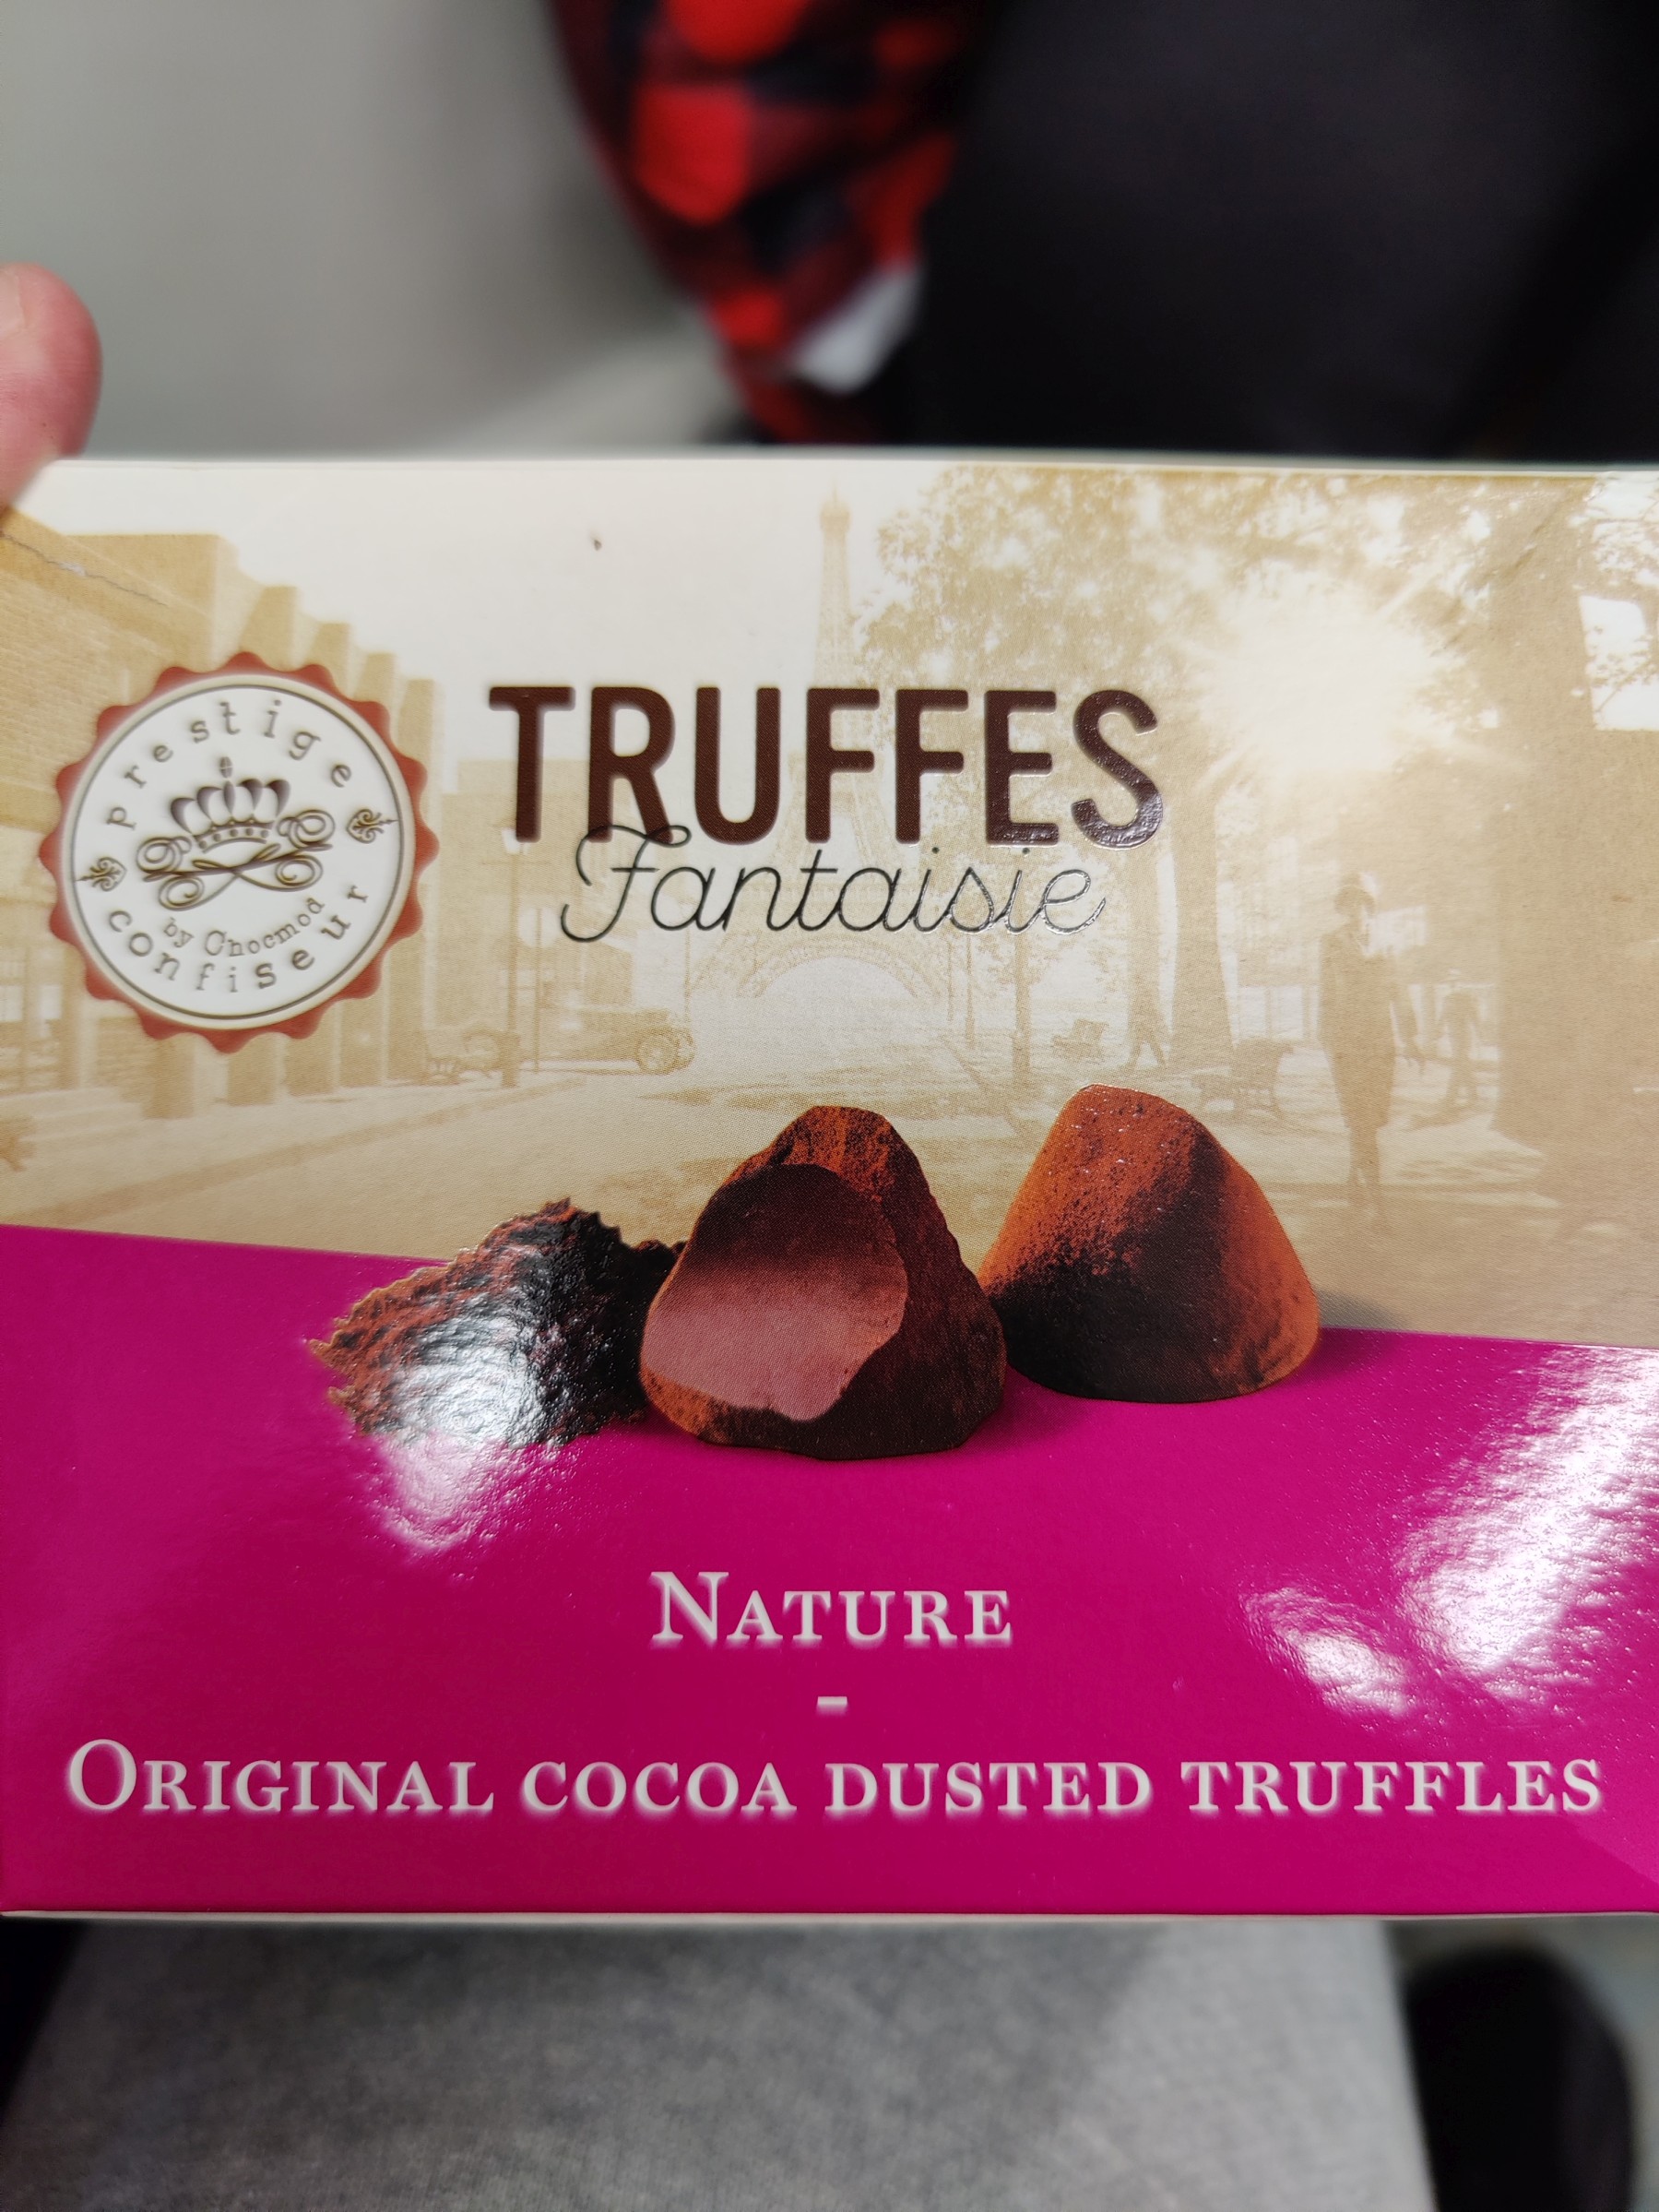 prestige
by Chocmod
confiseur
TRUFFES
Fantaisie
NATURE
-
ORIGINAL COCOA DUSTED TRUFFLES